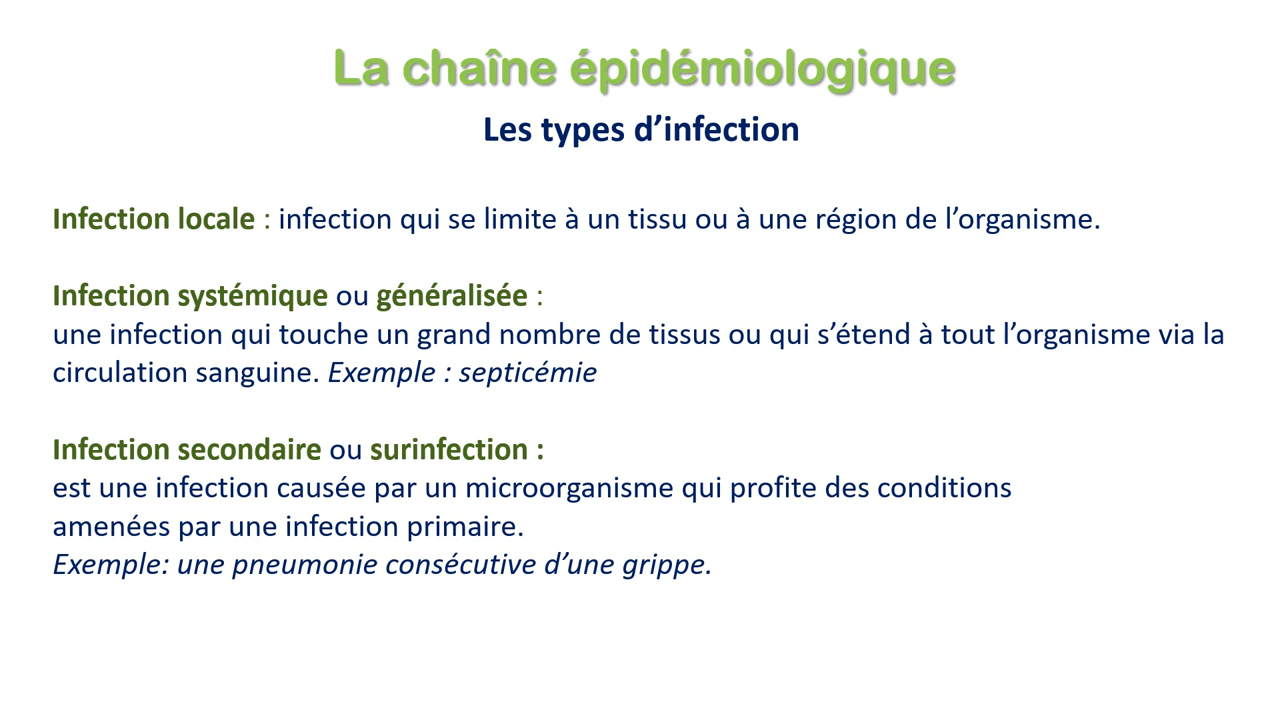 La chaîne épidémiologique
Les types d’infection
Infection locale : infection qui se limite à un tissu ou à une région de l’organisme.
Infection systémique ou généralisée :
une infection qui touche un grand nombre de tissus ou qui s’étend à tout l’organisme via la
circulation sanguine. Exemple : septicémie
Infection secondaire ou surinfection :
est une infection causée par un microorganisme qui profite des conditions
amenées par une infection primaire.
Exemple: une pneumonie consécutive d’une grippe.